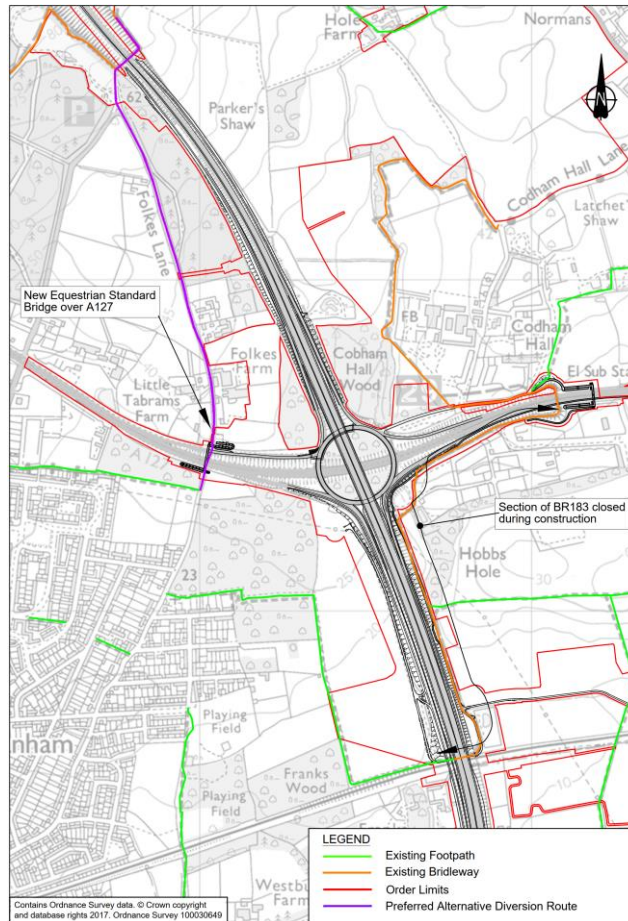 Hole
Farm
Normans
N
62
Parker's
Shaw
Codham Hall Lane
Latchet's
Shaw
42
Folkes Lane
New Equestrian Standard
Bridge over A127
FB
Codham
Hall
Folkes
Farm
Cobham
Hall
Wood
El Sub Sta
Little
Tabrams
Farm
Section of BR183 closed
during construction
Hobbs
Hole
23
25
30
Playing
Field
nham
Franks
Wood
Playing
Field
10
Westbu
Farm
LEGEND
Existing Footpath
Existing Bridleway
Order Limits
Preferred Alternative Diversion Route
Contains Ordnance Survey data. © Crown copyright
and database rights 2017. Ordnance Survey 100030649